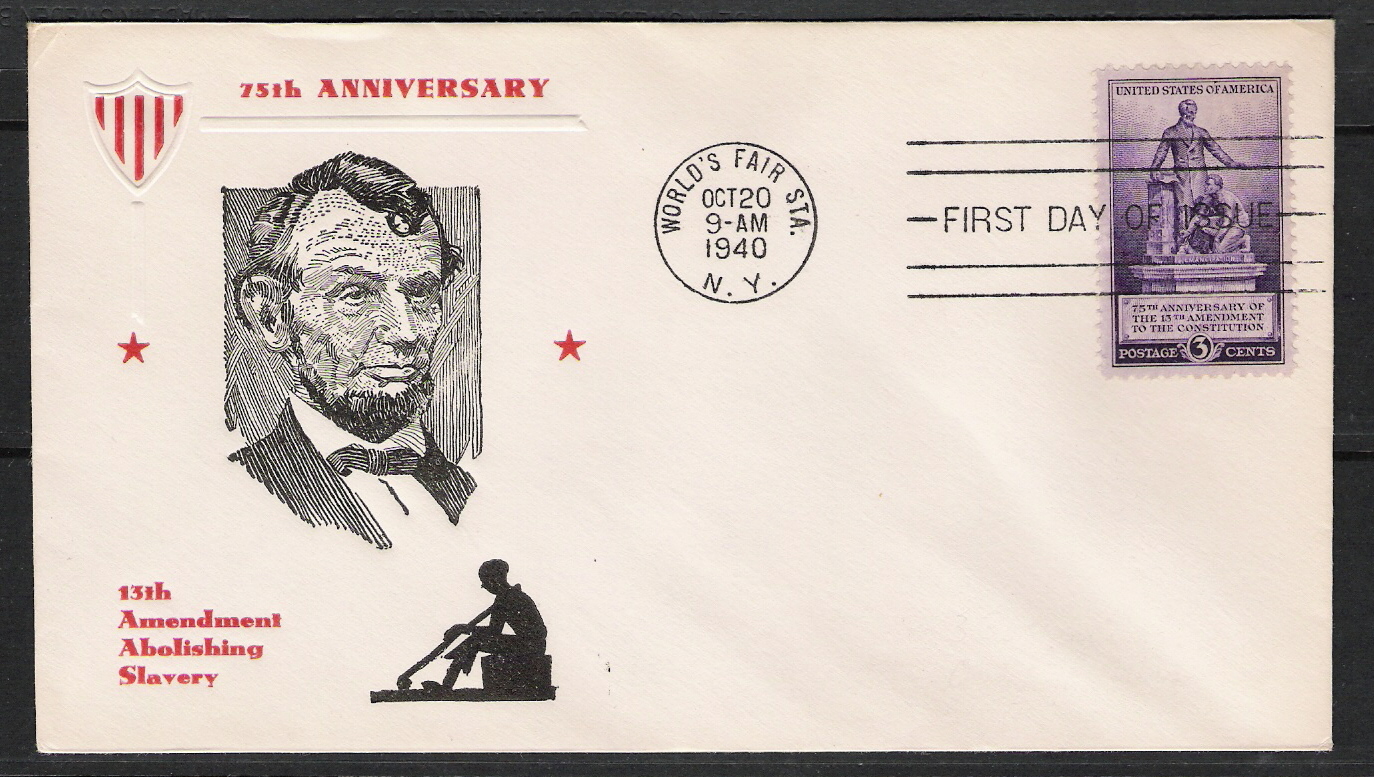 75th ANNIVERSARY
13th
Amendment
Abolishing
Slavery
WORLD'S FAIR STA.
OCT 20
9-AM
1940
N. Y.
FIRST DAY OF ISSUE
UNITED STATES OF AMERICA
75TH ANNIVERSARY OF
THE 13TH AMENDMENT
TO THE CONSTITUTION
POSTAGE 3 CENTS